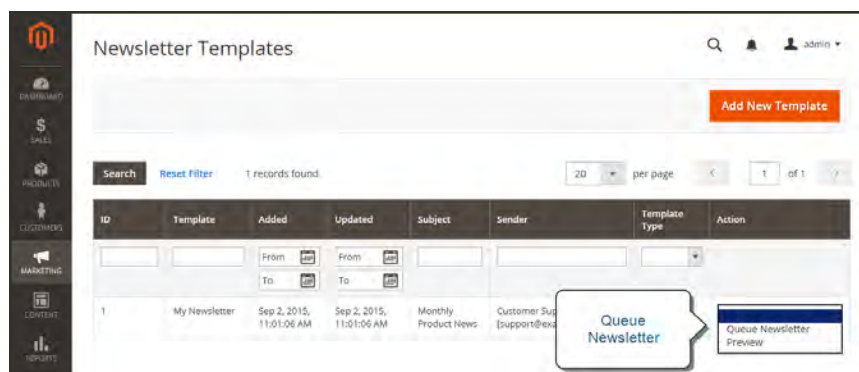 Newsletter Templates
admin
DASHBOARD
SALES
PRODUCTS
CUSTOMERS
MARKETING
CONTENT
REPORTS
Add New Template
Search Reset Filter 1 records found 20 per page 1 of 1
ID Template Added Updated Subject Sender Template Type Action
From From
To To
1 My Newsletter Sep 2, 2015, 11:01:06 AM Sep 2, 2015, 11:01:06 AM Monthly Product News Customer Sup [support@exa
Queue Newsletter
Queue Newsletter
Preview